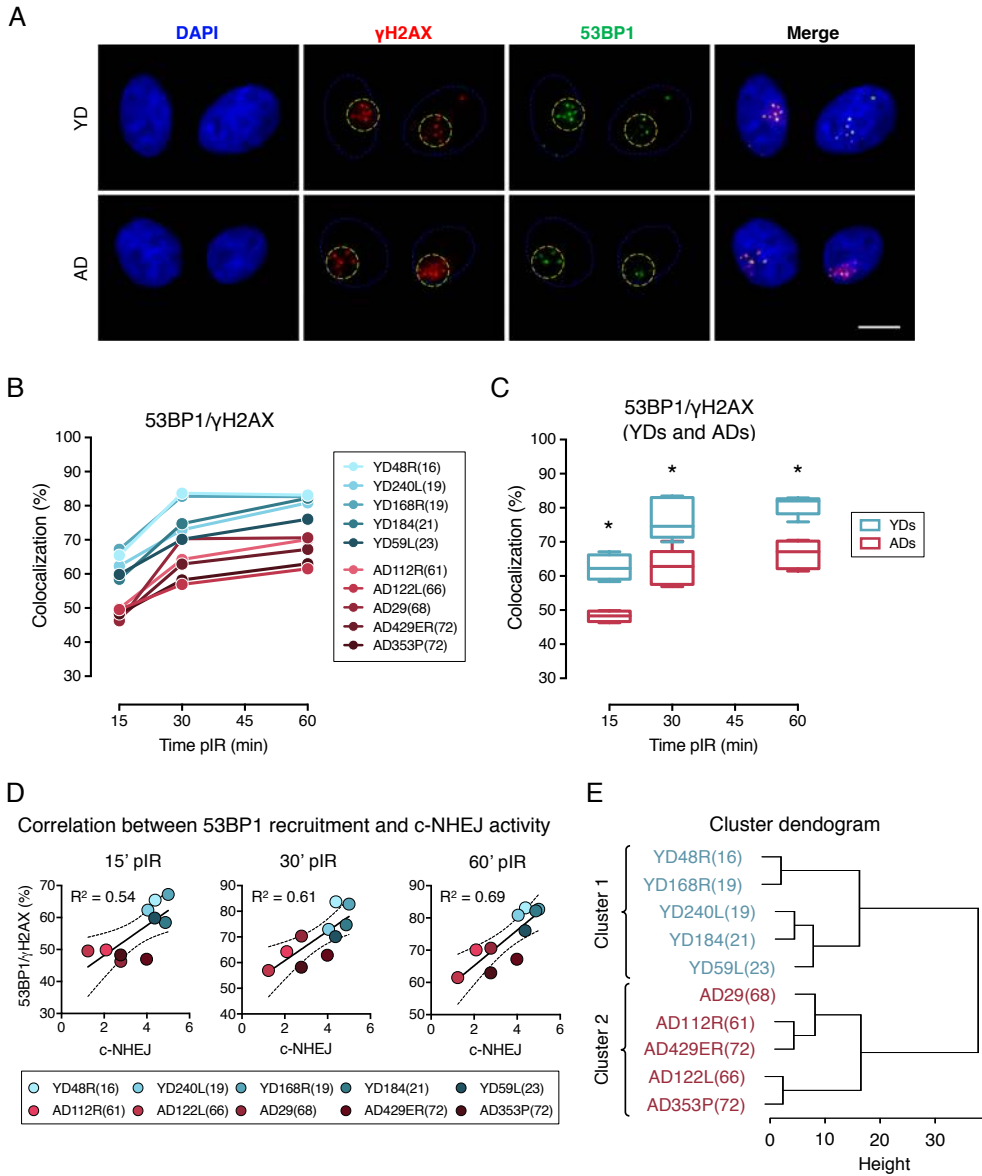 A
DAPI
γH2AX
53BP1
Merge
YD
AD
B
53BP1/γH2AX
Colocalization (%)
100
90
80
70
60
50
40
30
15
30
45
60
Time pIR (min)
YD48R(16)
YD240L(19)
YD168R(19)
YD184(21)
YD59L(23)
AD112R(61)
AD122L(66)
AD29(68)
AD429ER(72)
AD353P(72)
C
53BP1/γH2AX
(YDs and ADs)
Colocalization (%)
100
90
80
70
60
50
40
30
*
*
*
15
30
45
60
Time pIR (min)
YDs
ADs
D
Correlation between 53BP1 recruitment and c-NHEJ activity
15' pIR
53BP1/γH2AX (%)
R² = 0.54
70
60
50
40
30
0
2
4
6
c-NHEJ
30' pIR
R² = 0.61
90
80
70
60
50
40
0
2
4
6
c-NHEJ
60' pIR
R² = 0.69
90
80
70
60
50
0
2
4
6
c-NHEJ
YD48R(16)
YD240L(19)
YD168R(19)
YD184(21)
YD59L(23)
AD112R(61)
AD122L(66)
AD29(68)
AD429ER(72)
AD353P(72)
E
Cluster dendogram
Cluster 1
YD48R(16)
YD168R(19)
YD240L(19)
YD184(21)
YD59L(23)
Cluster 2
AD29(68)
AD112R(61)
AD429ER(72)
AD122L(66)
AD353P(72)
0
10
20
30
Height